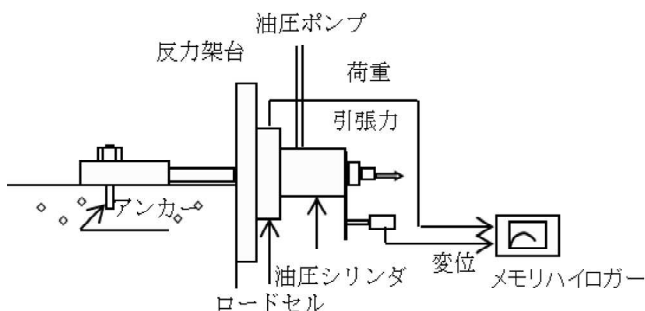 油圧ポンプ
反力架台
荷重
引張力
アンカー
油圧シリンダ
変位
メモリハイロガー
ロードセル